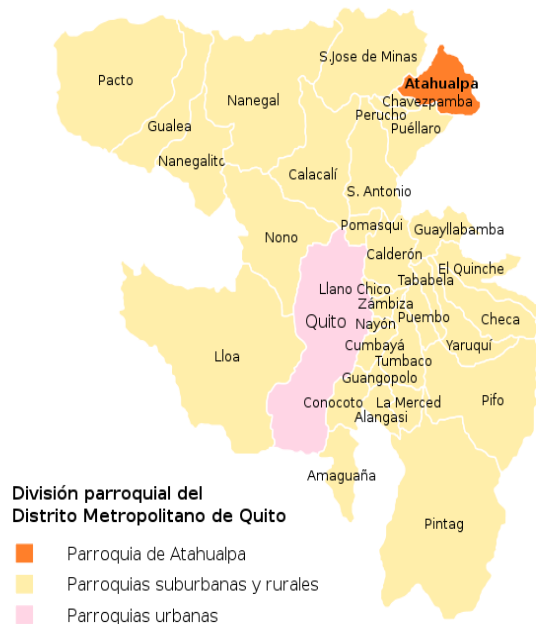 S.Jose de Minas
Pacto
Atahualpa
Nanegal
Chavezpamba
Perucho
Gualea
Puéllaro
Nanegalito
Calacalí
S. Antonio
Pomasqui
Guayllabamba
Nono
Calderón
El Quinche
Tababela
Llano Chico
Zámbiza
Quito
Nayón
Puembo
Checa
Cumbayá
Yaruquí
Lloa
Tumbaco
Guangopolo
Conocoto
La Merced
Pifo
Alangasi
Amaguaña
Pintag
División parroquial del
Distrito Metropolitano de Quito
Parroquia de Atahualpa
Parroquias suburbanas y rurales
Parroquias urbanas